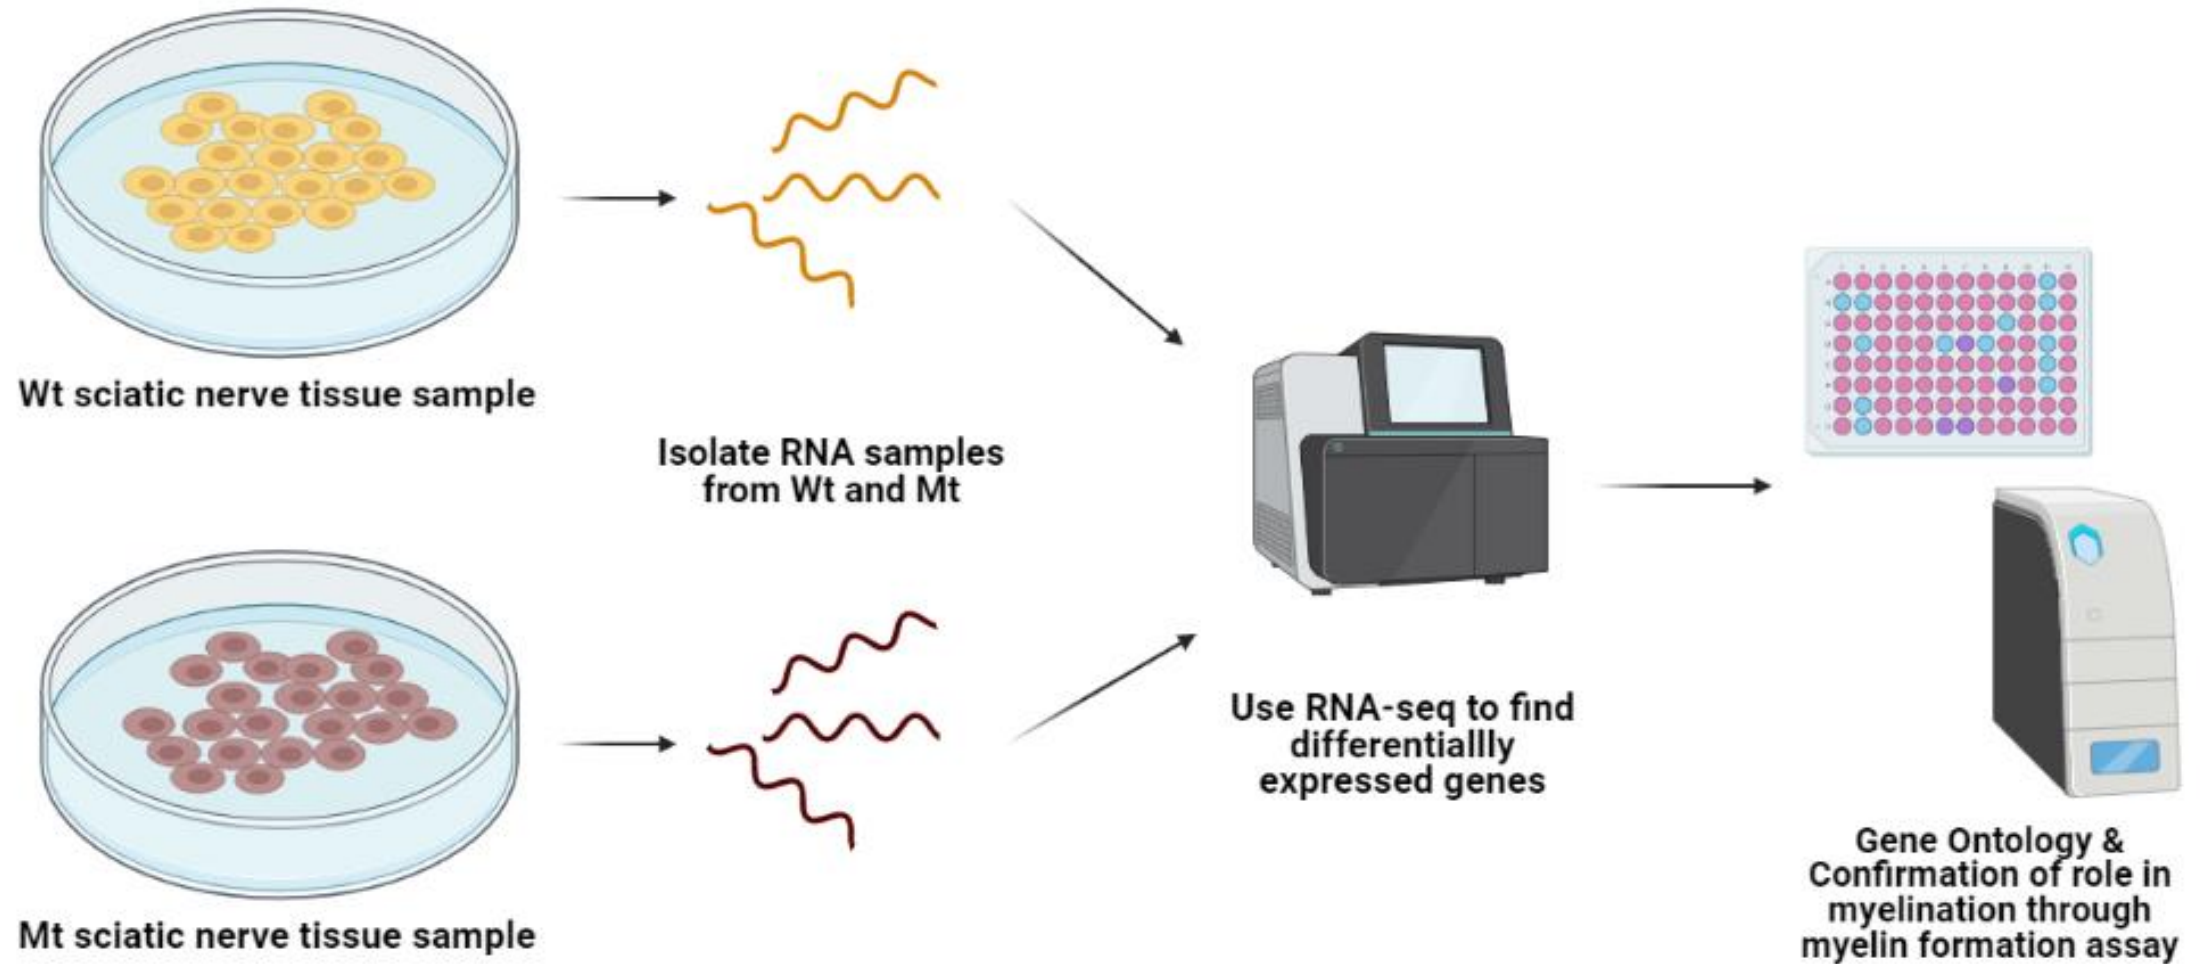 Wt sciatic nerve tissue sample
Isolate RNA samples
from Wt and Mt
Mt sciatic nerve tissue sample
Use RNA-seq to find
differentiallly
expressed genes
Gene Ontology &
Confirmation of role in
myelination through
myelin formation assay